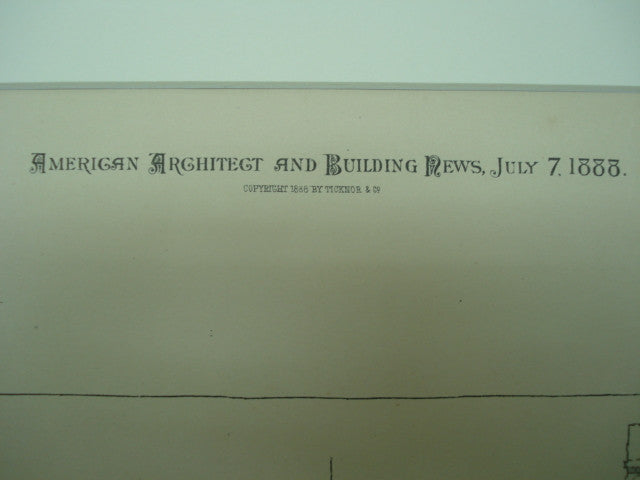 American Architect and Building News, July 7, 1888.
COPYRIGHT 1888 BY TICKNOR & CO